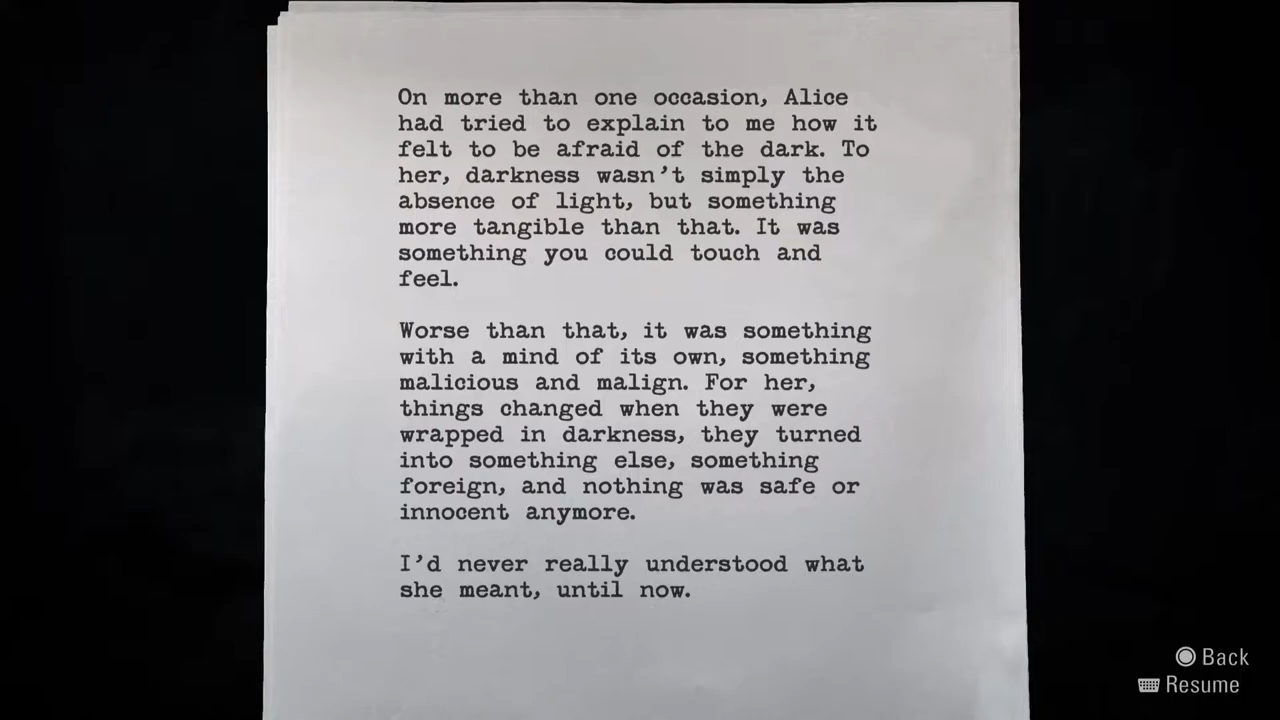 On more than one occasion, Alice
had tried to explain to me how it
felt to be afraid of the dark. To
her, darkness wasn't simply the
absence of light, but something
more tangible than that. It was
something you could touch and
feel.
Worse than that, it was something
with a mind of its own, something
malicious and malign. For her,
things changed when they were
wrapped in darkness, they turned
into something else, something
foreign, and nothing was safe or
innocent anymore.
I'd never really understood what
she meant, until now.
Back
Resume